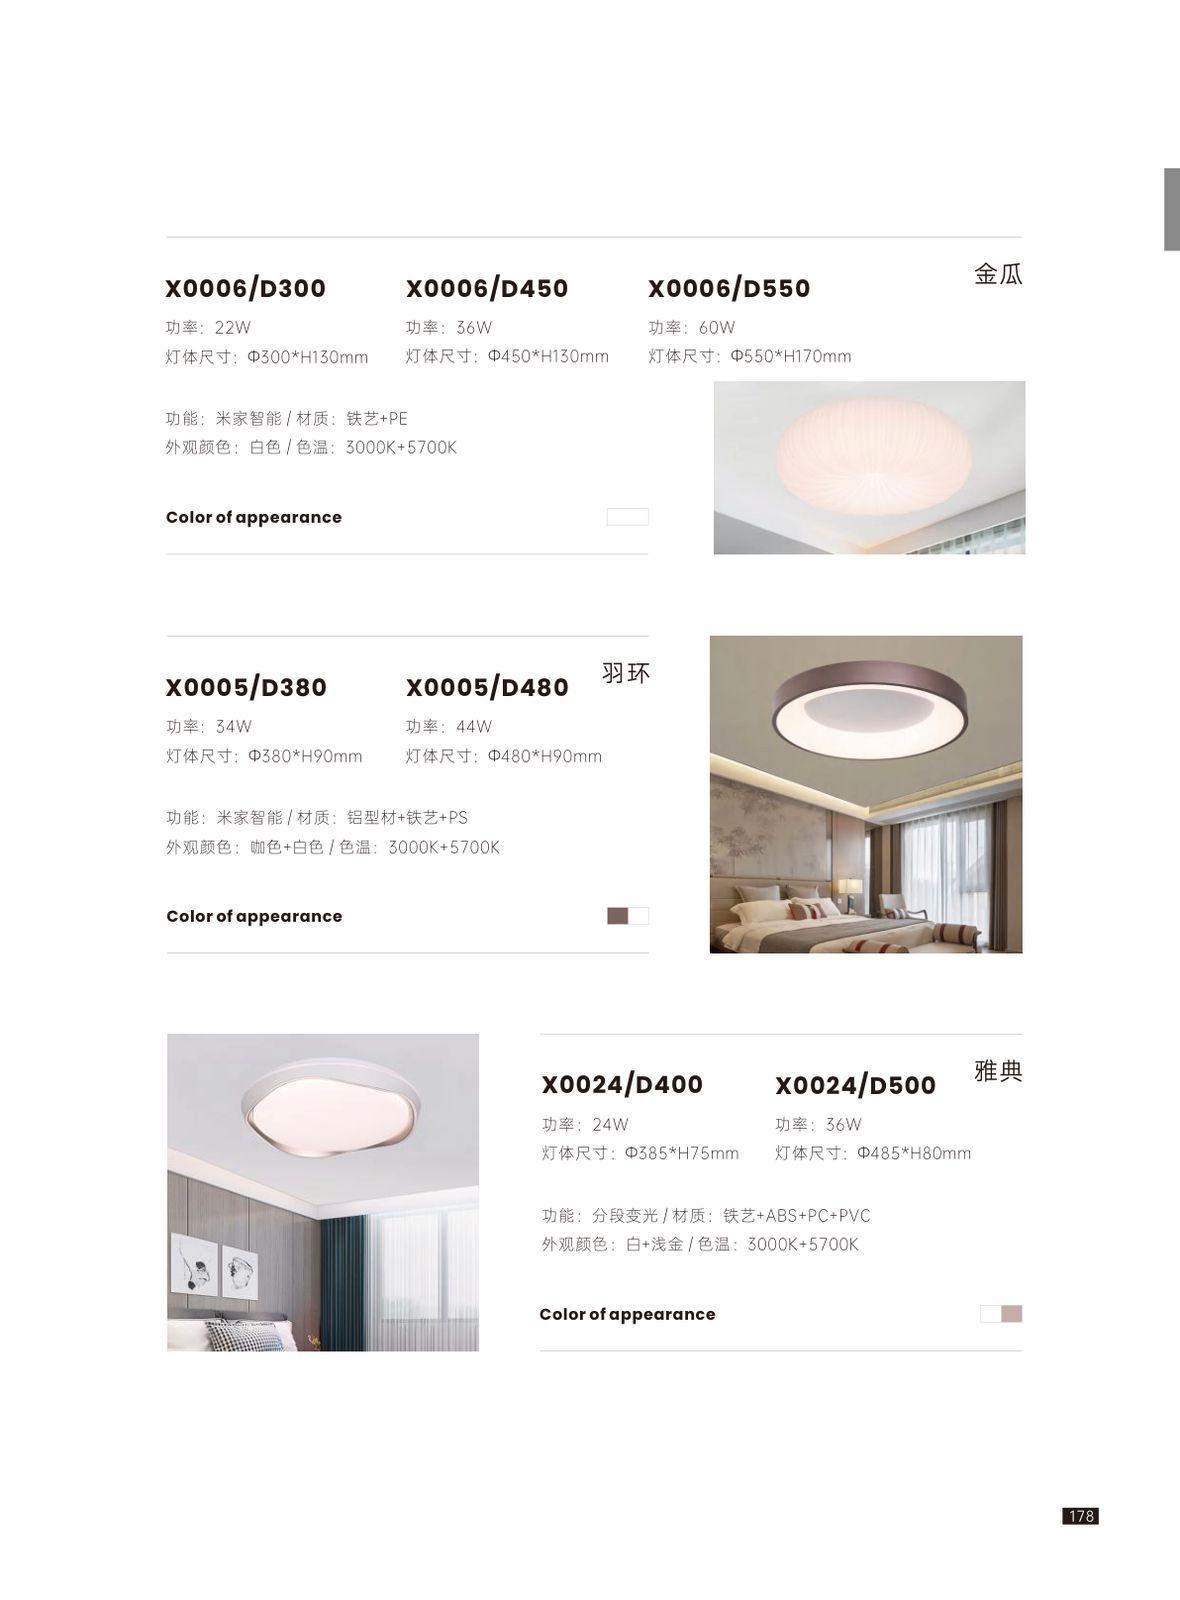 金瓜
X0006/D300 X0006/D450 X0006/D550
功率：22W 功率：36W 功率：60W
灯体尺寸：Φ300*H130mm 灯体尺寸：Φ450*H130mm 灯体尺寸：Φ550*H170mm
功能：米家智能 / 材质：铁艺+PE
外观颜色：白色 / 色温：3000K+5700K
Color of appearance
羽环
X0005/D380 X0005/D480
功率：34W 功率：44W
灯体尺寸：Φ380*H90mm 灯体尺寸：Φ480*H90mm
功能：米家智能 / 材质：铝型材+铁艺+PS
外观颜色：咖色+白色 / 色温：3000K+5700K
Color of appearance
雅典
X0024/D400 X0024/D500
功率：24W 功率：36W
灯体尺寸：Φ385*H75mm 灯体尺寸：Φ485*H80mm
功能：分段变光 / 材质：铁艺+ABS+PC+PVC
外观颜色：白+浅金 / 色温：3000K+5700K
Color of appearance
178